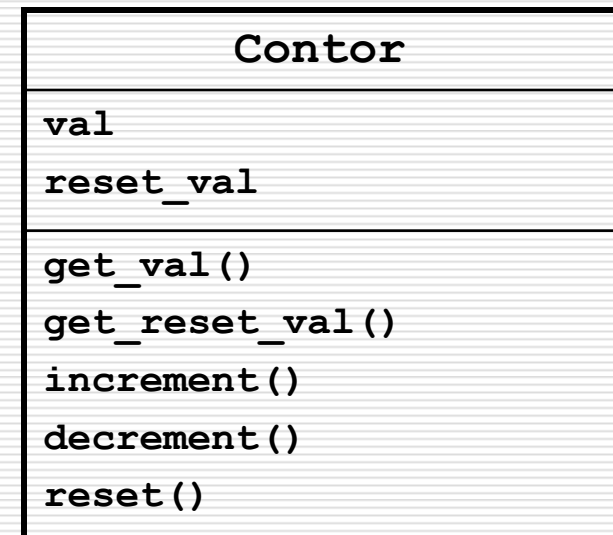 Contor
val
reset_val
get_val()
get_reset_val()
increment()
decrement()
reset()